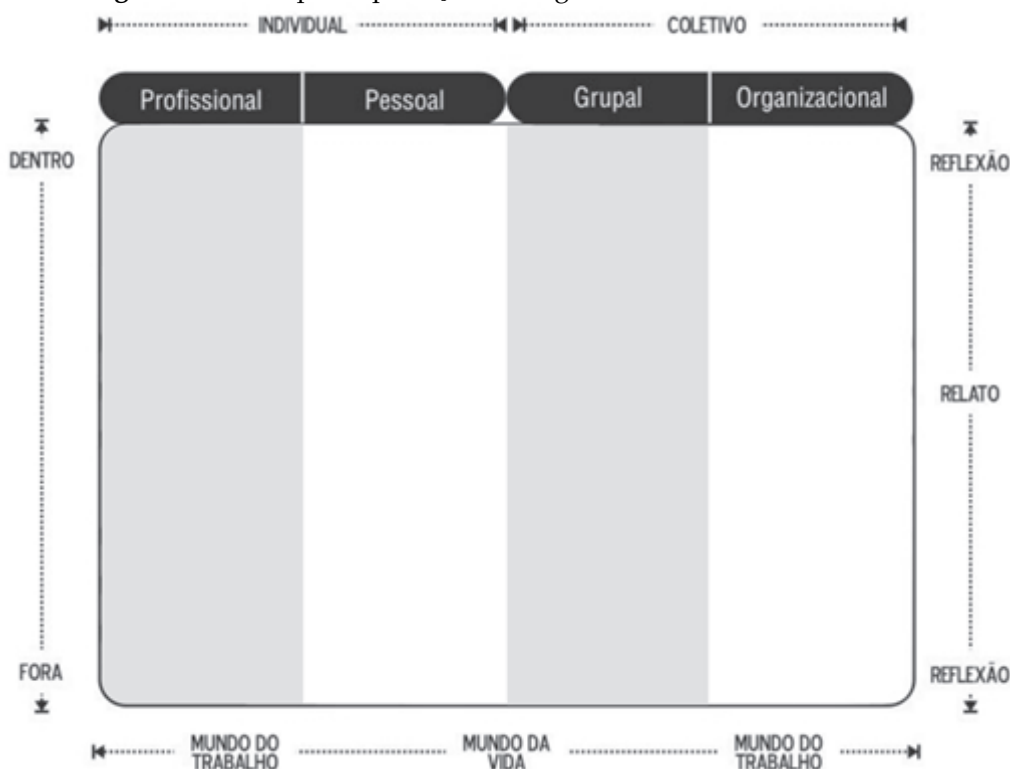 INDIVIDUAL COLETIVO
Profissional Pessoal Grupal Organizacional
DENTRO REFLEXÃO
RELATO
FORA REFLEXÃO
MUNDO DO TRABALHO MUNDO DA VIDA MUNDO DO TRABALHO